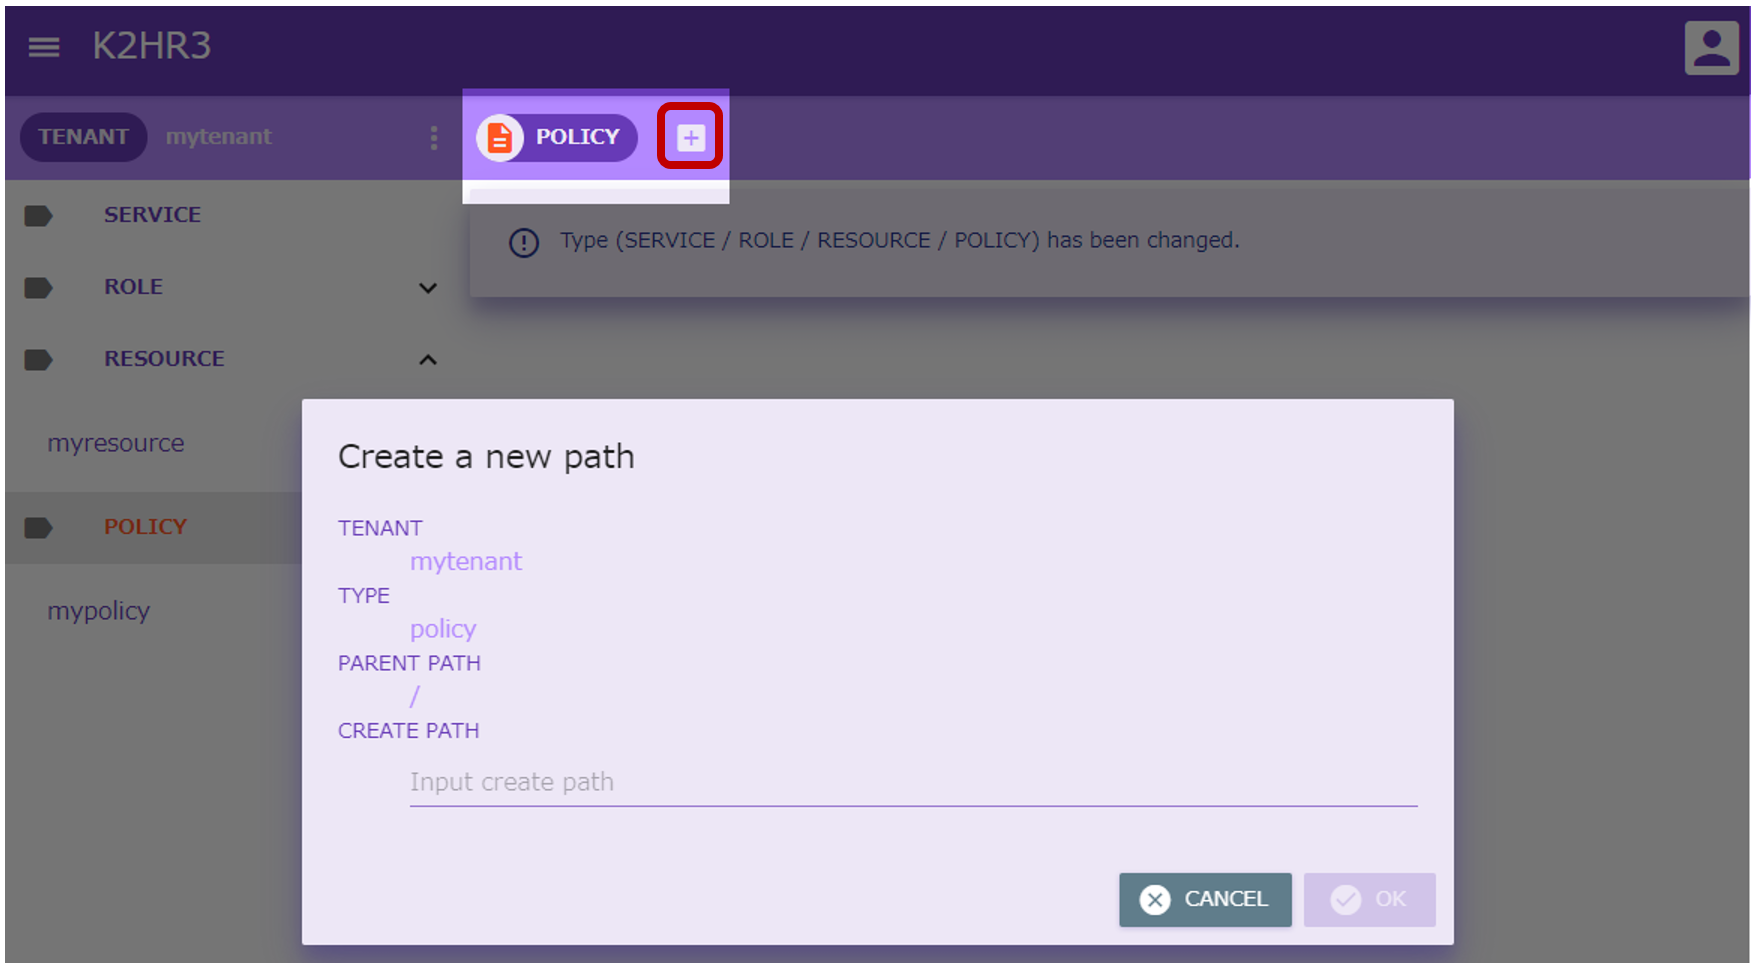 K2HR3
TENANT mytenant
POLICY
SERVICE
Type (SERVICE / ROLE / RESOURCE / POLICY) has been changed.
ROLE
RESOURCE
myresource
POLICY
mypolicy
Create a new path
TENANT
mytenant
TYPE
policy
PARENT PATH
/
CREATE PATH
Input create path
CANCEL
OK